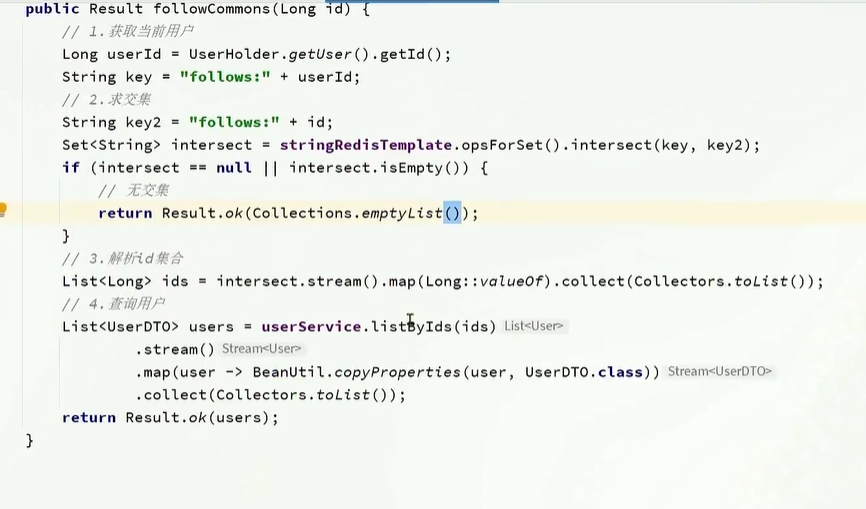 public Result followCommons(Long id) {
// 1.获取当前用户
Long userId = UserHolder.getUser().getId();
String key = "follows:" + userId;
// 2.求交集
String key2 = "follows:" + id;
Set<String> intersect = stringRedisTemplate.opsForSet().intersect(key, key2);
if (intersect == null || intersect.isEmpty()) {
// 无交集
return Result.ok(Collections.emptyList());
}
// 3.解析id集合
List<Long> ids = intersect.stream().map(Long::valueOf).collect(Collectors.toList());
// 4.查询用户
List<UserDTO> users = userService.listByIds(ids) List<User>
.stream() Stream<User>
.map(user -> BeanUtil.copyProperties(user, UserDTO.class)) Stream<UserDTO>
.collect(Collectors.toList());
return Result.ok(users);
}